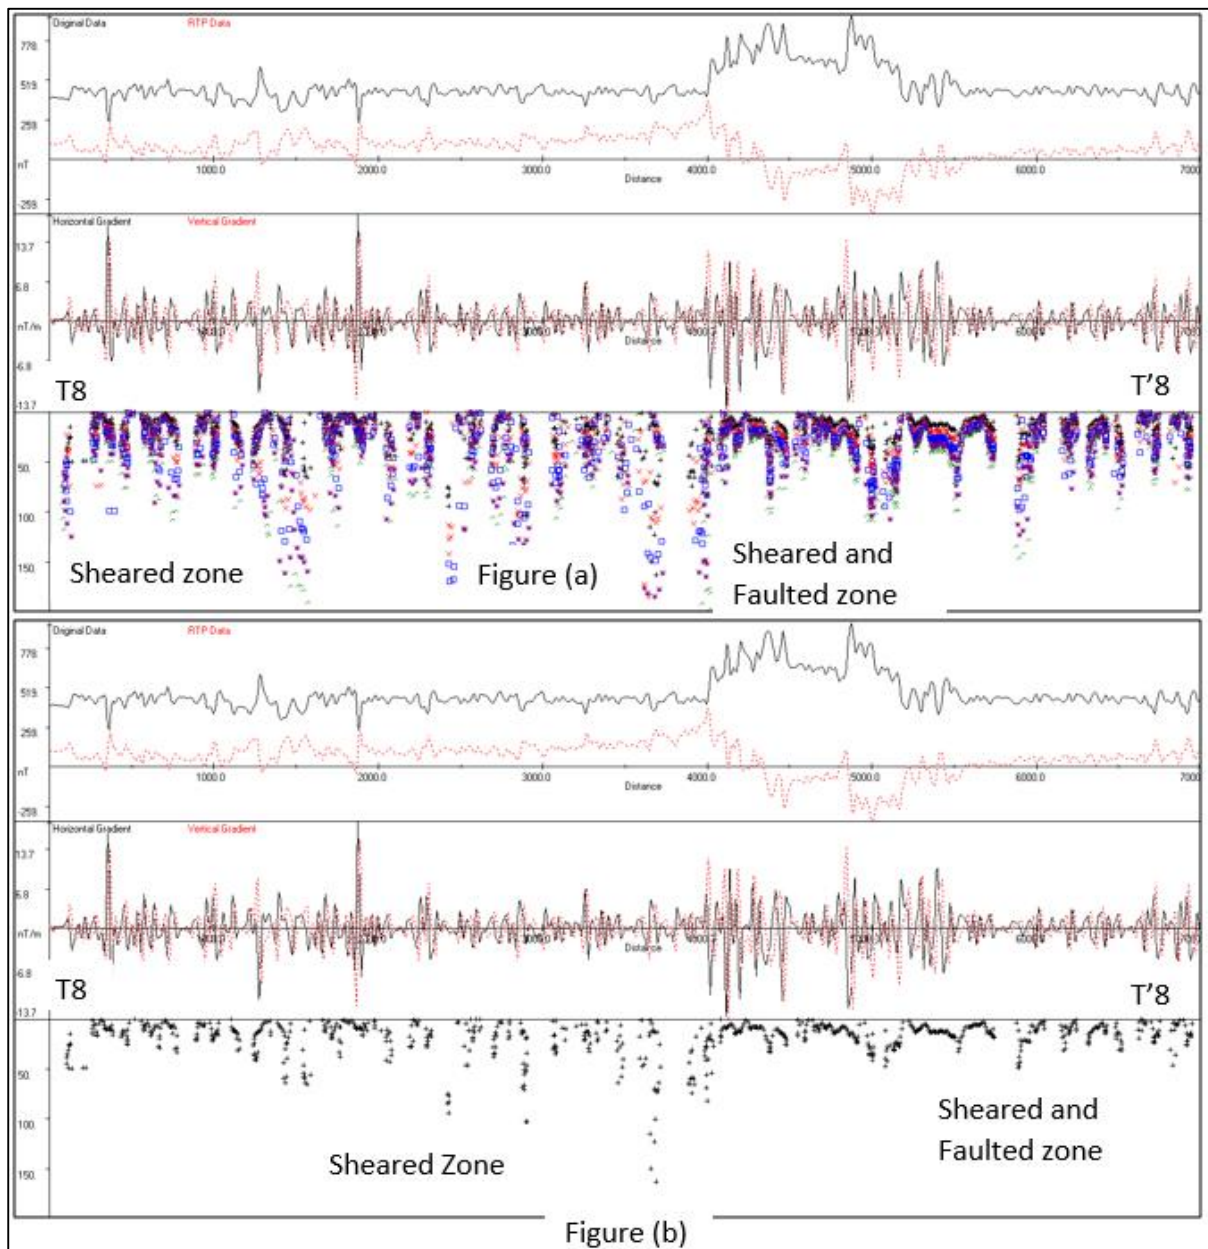 Original Data RTP Data
778.
519.
259.
nT
1000.0 2000.0 3000.0 4000.0 5000.0 6000.0 7000
Distance
-259.
Horizontal Gradient Vertical Gradient
13.7
6.8
nT/m
Distance
-6.8
T8 T'8
-13.7
50.
100.
150.
Sheared zone Figure (a) Sheared and
Faulted zone
Original Data RTP Data
778.
519.
259.
nT
1000.0 2000.0 3000.0 4000.0 5000.0 6000.0 7000
Distance
-259.
Horizontal Gradient Vertical Gradient
13.7
6.8
nT/m
Distance
-6.8
T8 T'8
-13.7
50.
100.
150.
Sheared and
Faulted zone
Sheared Zone
Figure (b)